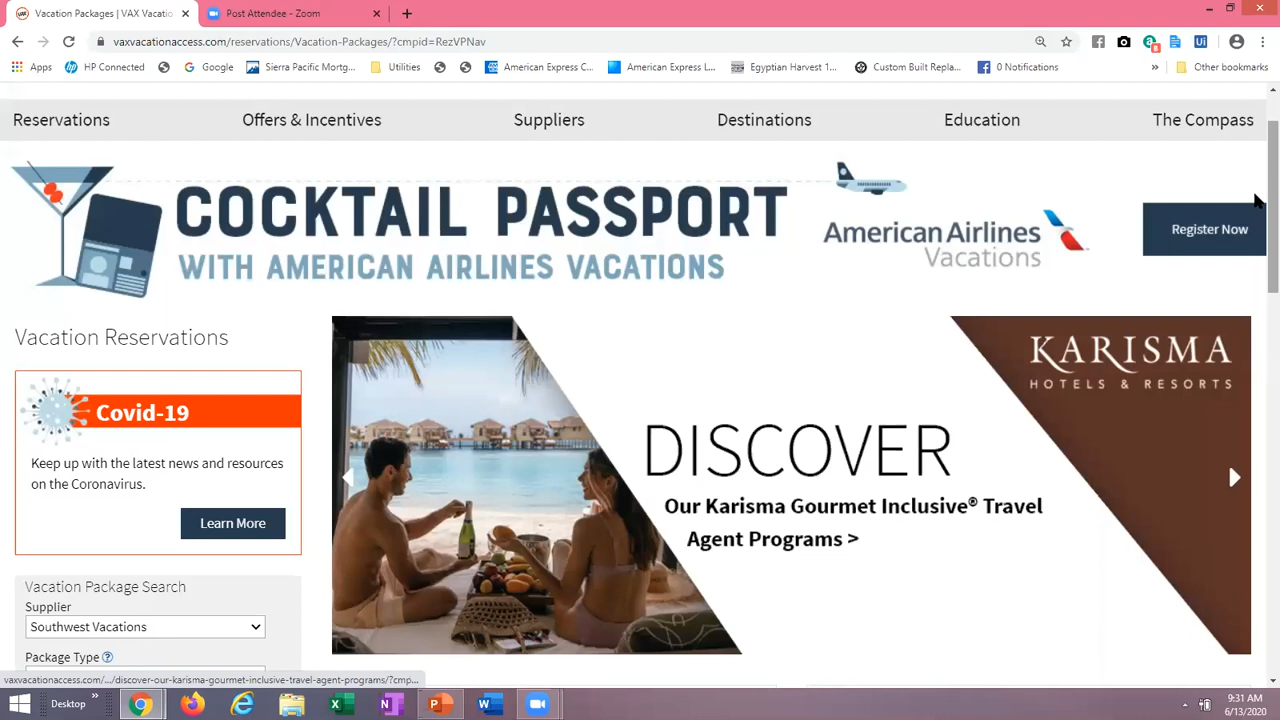 Vacation Packages | VAX Vacatio
Post Attendee - Zoom
vaxvacationaccess.com/reservations/Vacation-Packages/?cmpid=RezVPNav
Apps
HP Connected
Google
Sierra Pacific Mortg...
Utilities
American Express C...
American Express L...
Egyptian Harvest 1...
Custom Built Repla...
0 Notifications
»
Other bookmarks
Reservations
Offers & Incentives
Suppliers
Destinations
Education
The Compass
COCKTAIL PASSPORT
WITH AMERICAN AIRLINES VACATIONS
American Airlines
Vacations
Register Now
Vacation Reservations
Covid-19
Keep up with the latest news and resources
on the Coronavirus.
Learn More
KARISMA
HOTELS & RESORTS
DISCOVER
Our Karisma Gourmet Inclusive® Travel
Agent Programs >
Vacation Package Search
Supplier
Southwest Vacations
Package Type ?
vaxvacationaccess.com/.../discover-our-karisma-gourmet-inclusive-travel-agent-programs/?cmp...
Desktop
»
9:31 AM
6/13/2020